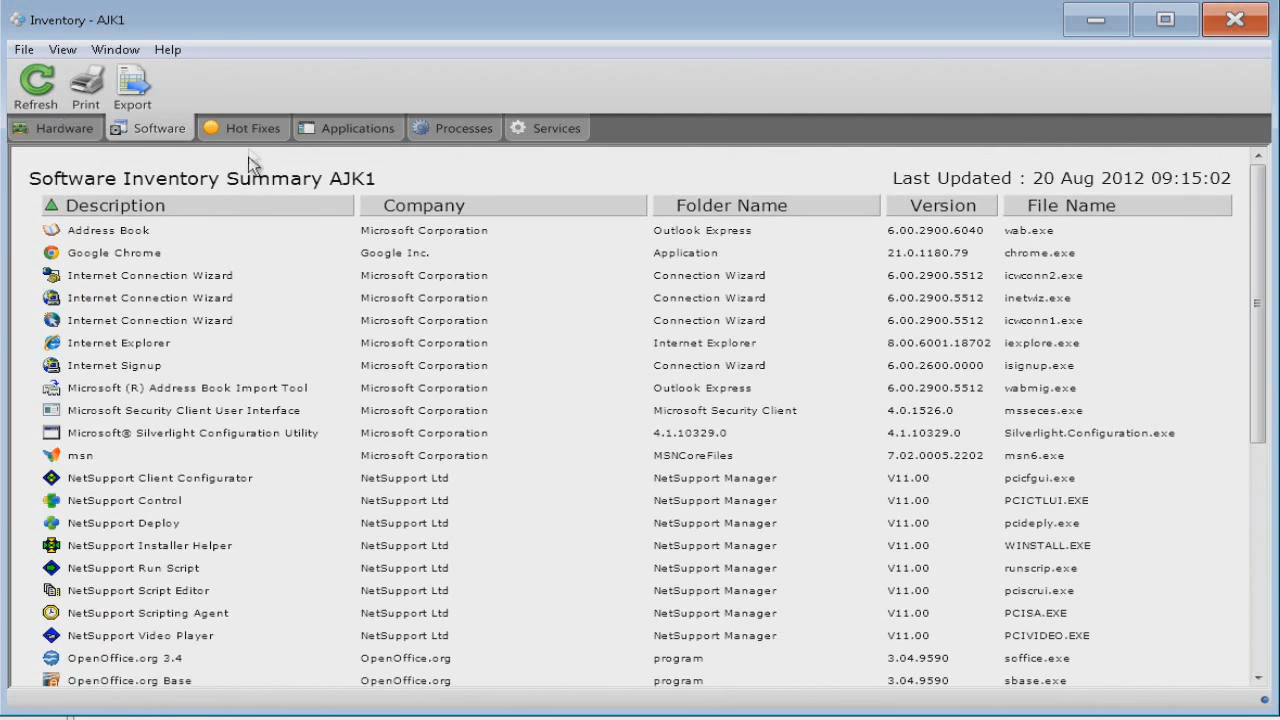 Inventory - AJK1
File View Window Help
Refresh Print Export
Hardware Software Hot Fixes Applications Processes Services
Software Inventory Summary AJK1 Last Updated : 20 Aug 2012 09:15:02
Description Company Folder Name Version File Name
Address Book Microsoft Corporation Outlook Express 6.00.2900.6040 wab.exe
Google Chrome Google Inc. Application 21.0.1180.79 chrome.exe
Internet Connection Wizard Microsoft Corporation Connection Wizard 6.00.2900.5512 icwconn2.exe
Internet Connection Wizard Microsoft Corporation Connection Wizard 6.00.2900.5512 inetwiz.exe
Internet Connection Wizard Microsoft Corporation Connection Wizard 6.00.2900.5512 icwconn1.exe
Internet Explorer Microsoft Corporation Internet Explorer 8.00.6001.18702 iexplore.exe
Internet Signup Microsoft Corporation Connection Wizard 6.00.2600.0000 isignup.exe
Microsoft (R) Address Book Import Tool Microsoft Corporation Outlook Express 6.00.2900.5512 wabmig.exe
Microsoft Security Client User Interface Microsoft Corporation Microsoft Security Client 4.0.1526.0 msseces.exe
Microsoft® Silverlight Configuration Utility Microsoft Corporation 4.1.10329.0 4.1.10329.0 Silverlight.Configuration.exe
msn Microsoft Corporation MSNCoreFiles 7.02.0005.2202 msn6.exe
NetSupport Client Configurator NetSupport Ltd NetSupport Manager V11.00 pcicfgui.exe
NetSupport Control NetSupport Ltd NetSupport Manager V11.00 PCICTLUI.EXE
NetSupport Deploy NetSupport Ltd NetSupport Manager V11.00 pcideply.exe
NetSupport Installer Helper NetSupport Ltd NetSupport Manager V11.00 WINSTALL.EXE
NetSupport Run Script NetSupport Ltd NetSupport Manager V11.00 runscrip.exe
NetSupport Script Editor NetSupport Ltd NetSupport Manager V11.00 pciscrui.exe
NetSupport Scripting Agent NetSupport Ltd NetSupport Manager V11.00 PCISA.EXE
NetSupport Video Player NetSupport Ltd NetSupport Manager V11.00 PCIVIDEO.EXE
OpenOffice.org 3.4 OpenOffice.org program 3.04.9590 soffice.exe
OpenOffice.org Base OpenOffice.org program 3.04.9590 sbase.exe